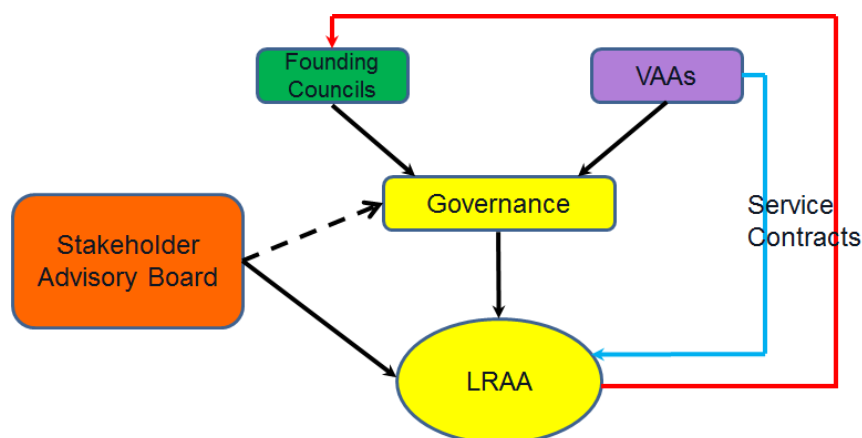 Founding
Councils
VAAs
Governance
Service
Contracts
Stakeholder
Advisory Board
LRAA